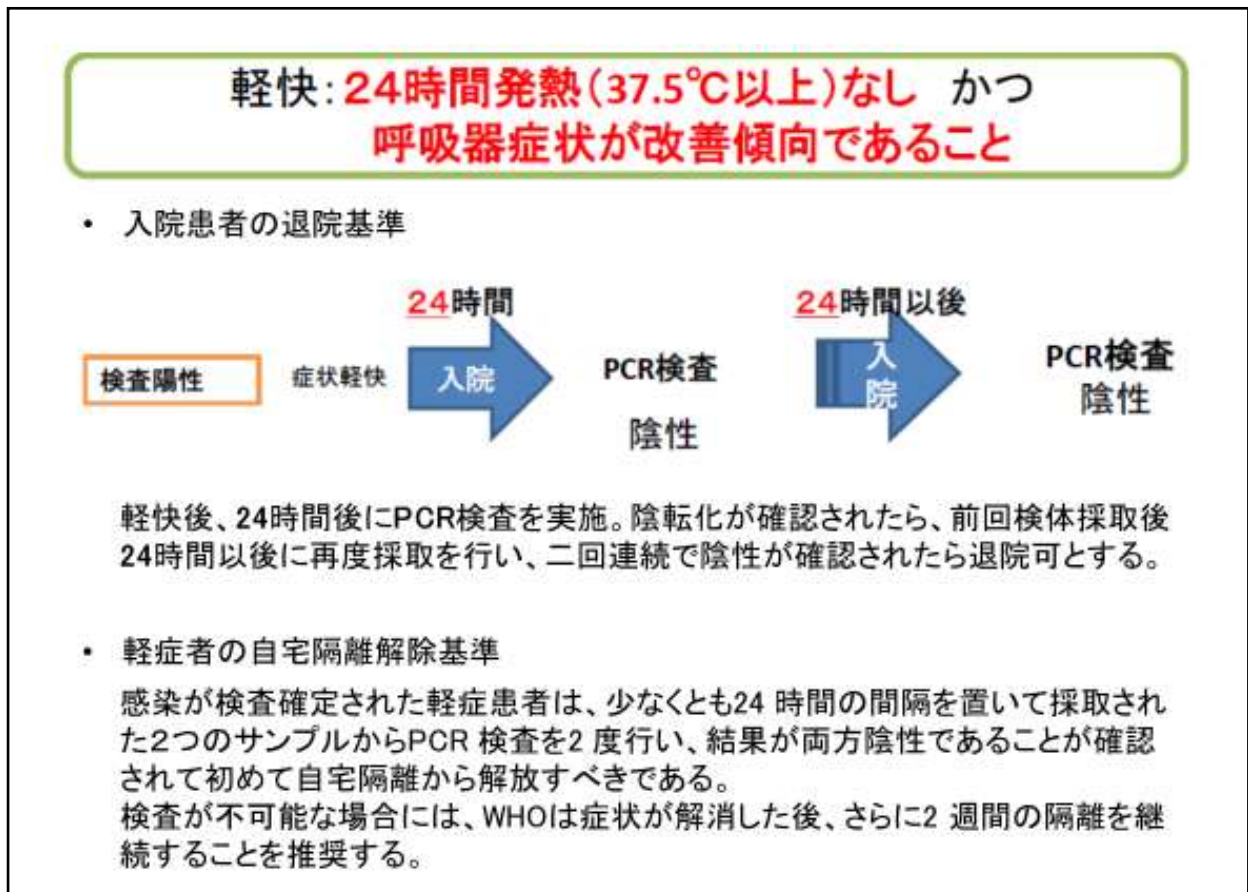 軽快：２４時間発熱（37.5℃以上）なし　かつ
呼吸器症状が改善傾向であること
・ 入院患者の退院基準
24時間
24時間以後
検査陽性
症状軽快
入院
PCR検査
陰性
入院
PCR検査
陰性
軽快後、24時間後にPCR検査を実施。陰転化が確認されたら、前回検体採取後
24時間以後に再度採取を行い、二回連続で陰性が確認されたら退院可とする。
・ 軽症者の自宅隔離解除基準
感染が検査確定された軽症患者は、少なくとも24 時間の間隔を置いて採取され
た２つのサンプルからPCR 検査を2 度行い、結果が両方陰性であることが確認
されて初めて自宅隔離から解放すべきである。
検査が不可能な場合には、WHOは症状が解消した後、さらに2 週間の隔離を継
続することを推奨する。